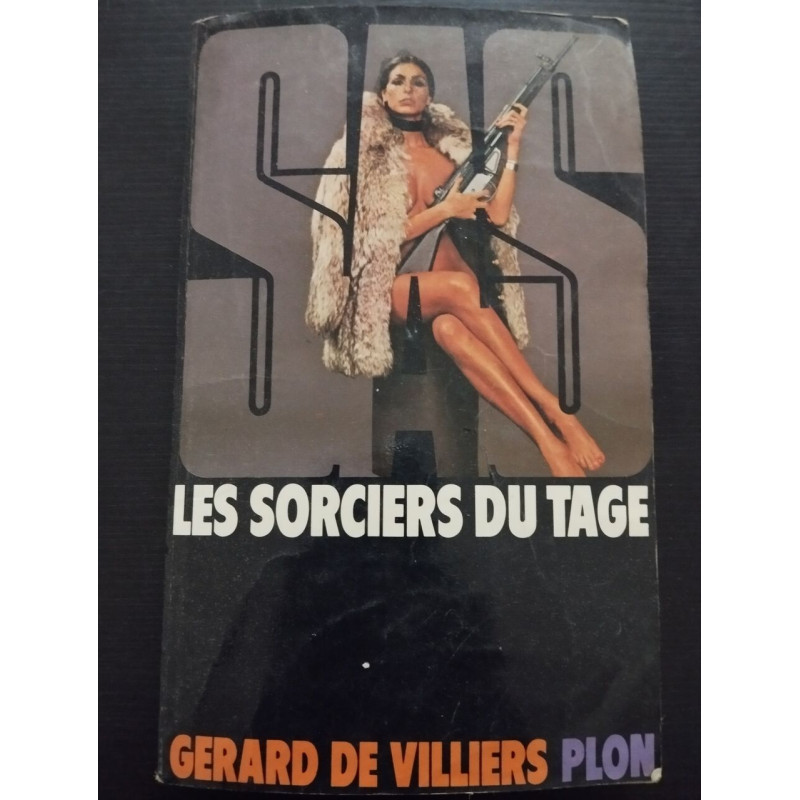 SAS
LES SORCIERS DU TAGE
GERARD DE VILLIERS PLON